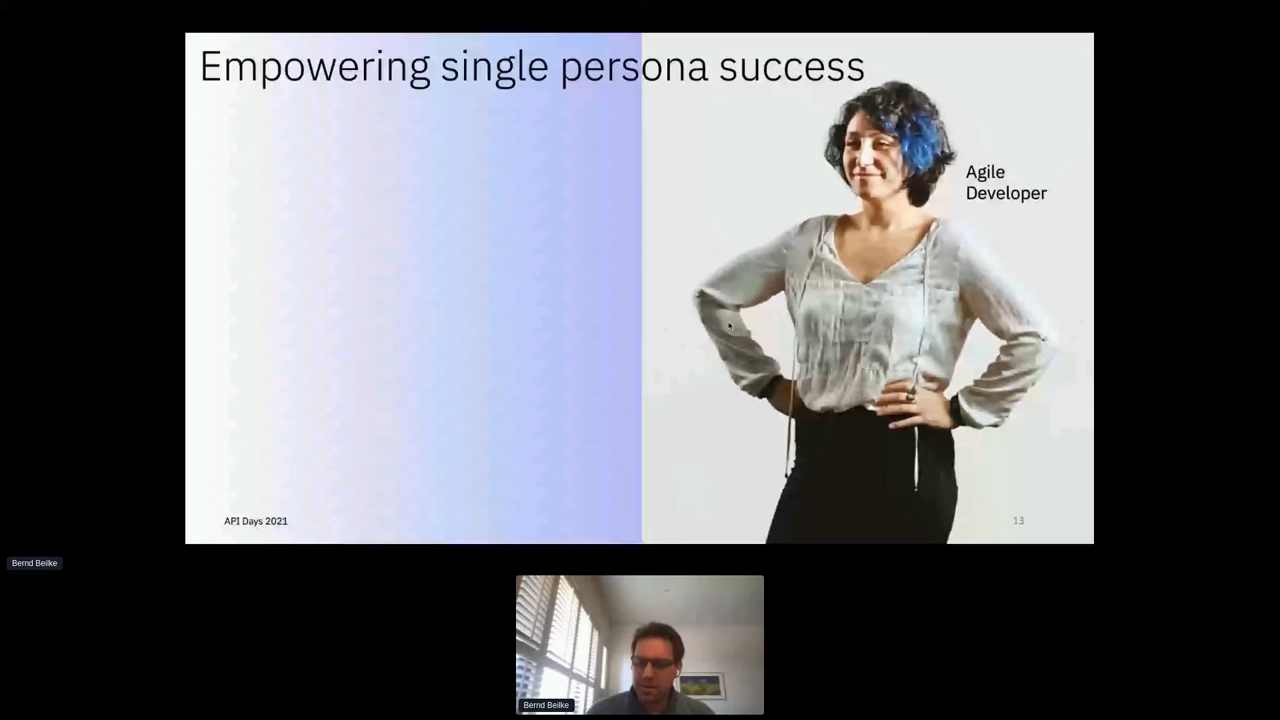 Empowering single persona success
Agile
Developer
API Days 2021
13
Bernd Beilke
Bernd Beilke